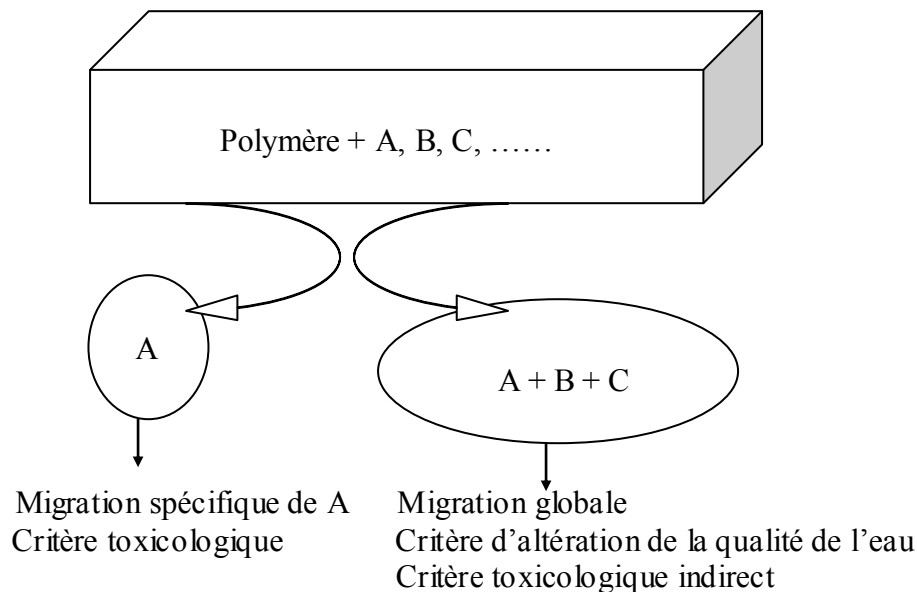 Polymère + A, B, C, ……
A
A + B + C
Migration spécifique de A
Critère toxicologique
Migration globale
Critère d’altération de la qualité de l’eau
Critère toxicologique indirect